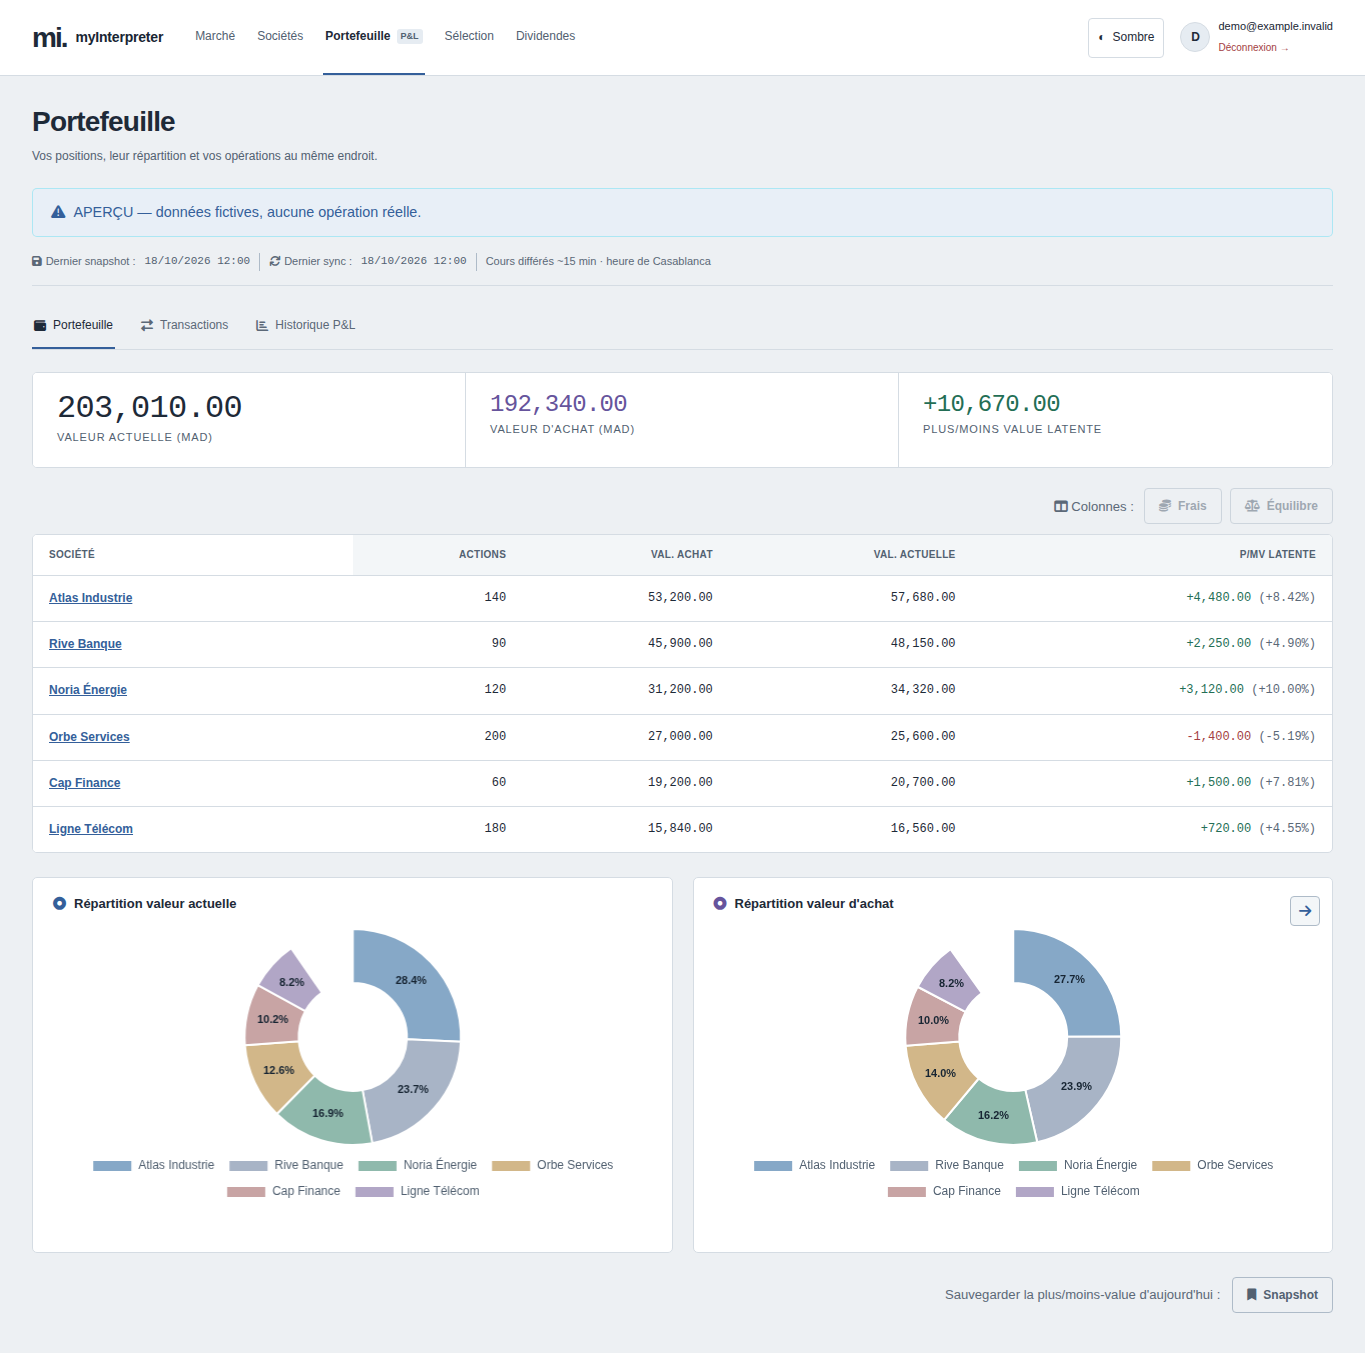 mi. myInterpreter Marché Sociétés Portefeuille P&L Sélection Dividendes Sombre D demo@example.invalid
Déconnexion →
Portefeuille
Vos positions, leur répartition et vos opérations au même endroit.
APERÇU — données fictives, aucune opération réelle.
Dernier snapshot : 18/10/2026 12:00 Dernier sync : 18/10/2026 12:00 Cours différés ~15 min · heure de Casablanca
Portefeuille Transactions Historique P&L
203,010.00 192,340.00 +10,670.00
VALEUR ACTUELLE (MAD) VALEUR D'ACHAT (MAD) PLUS/MOINS VALUE LATENTE
Colonnes : Frais Équilibre
SOCIÉTÉ ACTIONS VAL. ACHAT VAL. ACTUELLE P/MV LATENTE
Atlas Industrie 140 53,200.00 57,680.00 +4,480.00 (+8.42%)
Rive Banque 90 45,900.00 48,150.00 +2,250.00 (+4.90%)
Noria Énergie 120 31,200.00 34,320.00 +3,120.00 (+10.00%)
Orbe Services 200 27,000.00 25,600.00 -1,400.00 (-5.19%)
Cap Finance 60 19,200.00 20,700.00 +1,500.00 (+7.81%)
Ligne Télécom 180 15,840.00 16,560.00 +720.00 (+4.55%)
Répartition valeur actuelle
28.4%
8.2%
10.2%
12.6%
23.7%
16.9%
Atlas Industrie Rive Banque Noria Énergie Orbe Services
Cap Finance Ligne Télécom
Répartition valeur d'achat
27.7%
8.2%
10.0%
14.0%
23.9%
16.2%
Atlas Industrie Rive Banque Noria Énergie Orbe Services
Cap Finance Ligne Télécom
Sauvegarder la plus/moins-value d'aujourd'hui : Snapshot